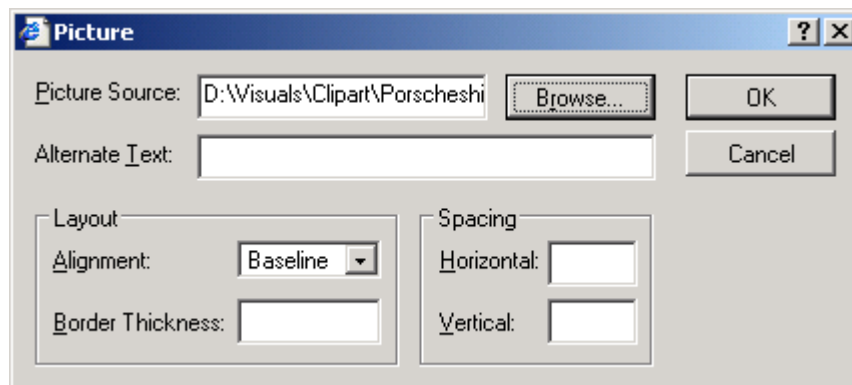 Picture
Picture Source: D:\Visuals\Clipart\Porscheshi Browse... OK
Alternate Text: Cancel
Layout Spacing
Alignment: Baseline Horizontal:
Border Thickness: Vertical: